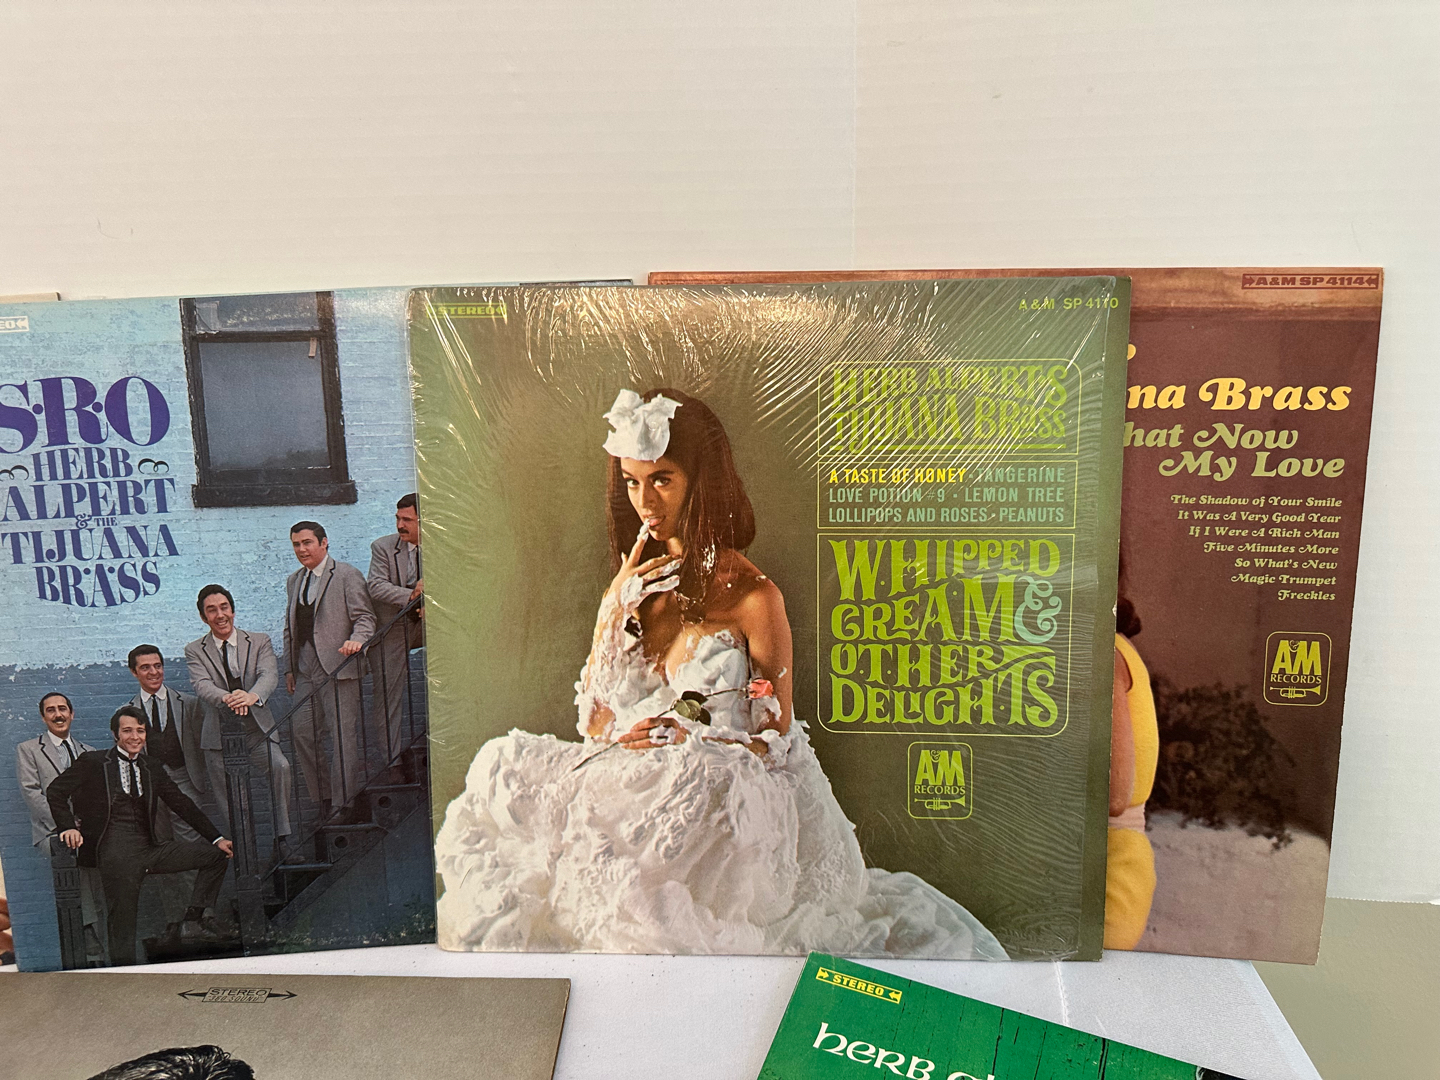 S·R·O
HERB
ALPERT
& THE
TIJUANA
BRASS
STEREO
A&M SP 4110
HERB ALPERT'S
TIJUANA BRASS
A TASTE OF HONEY · TANGERINE
LOVE POTION #9 · LEMON TREE
LOLLIPOPS AND ROSES · PEANUTS
WHIPPED
CREAM &
OTHER
DELIGHTS
A&M
RECORDS
A&M SP 4114
Brass
Now
My Love
The Shadow of Your Smile
It Was A Very Good Year
If I Were A Rich Man
Five Minutes More
So What's New
Magic Trumpet
Freckles
A&M
RECORDS
STEREO
STEREO
herb